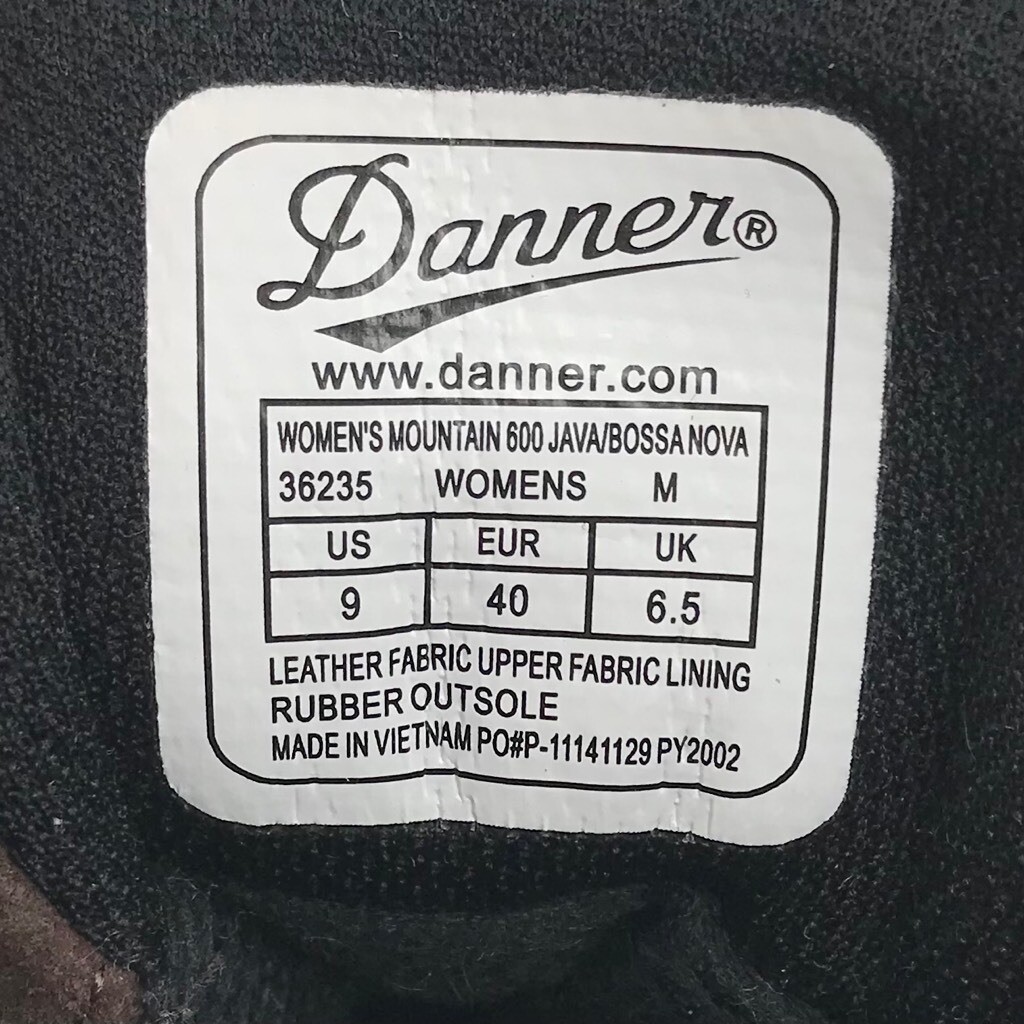 Danner®
www.danner.com
WOMEN'S MOUNTAIN 600 JAVA/BOSSA NOVA
36235 WOMENS M
US EUR UK
9 40 6.5
LEATHER FABRIC UPPER FABRIC LINING
RUBBER OUTSOLE
MADE IN VIETNAM PO#P-11141129 PY2002